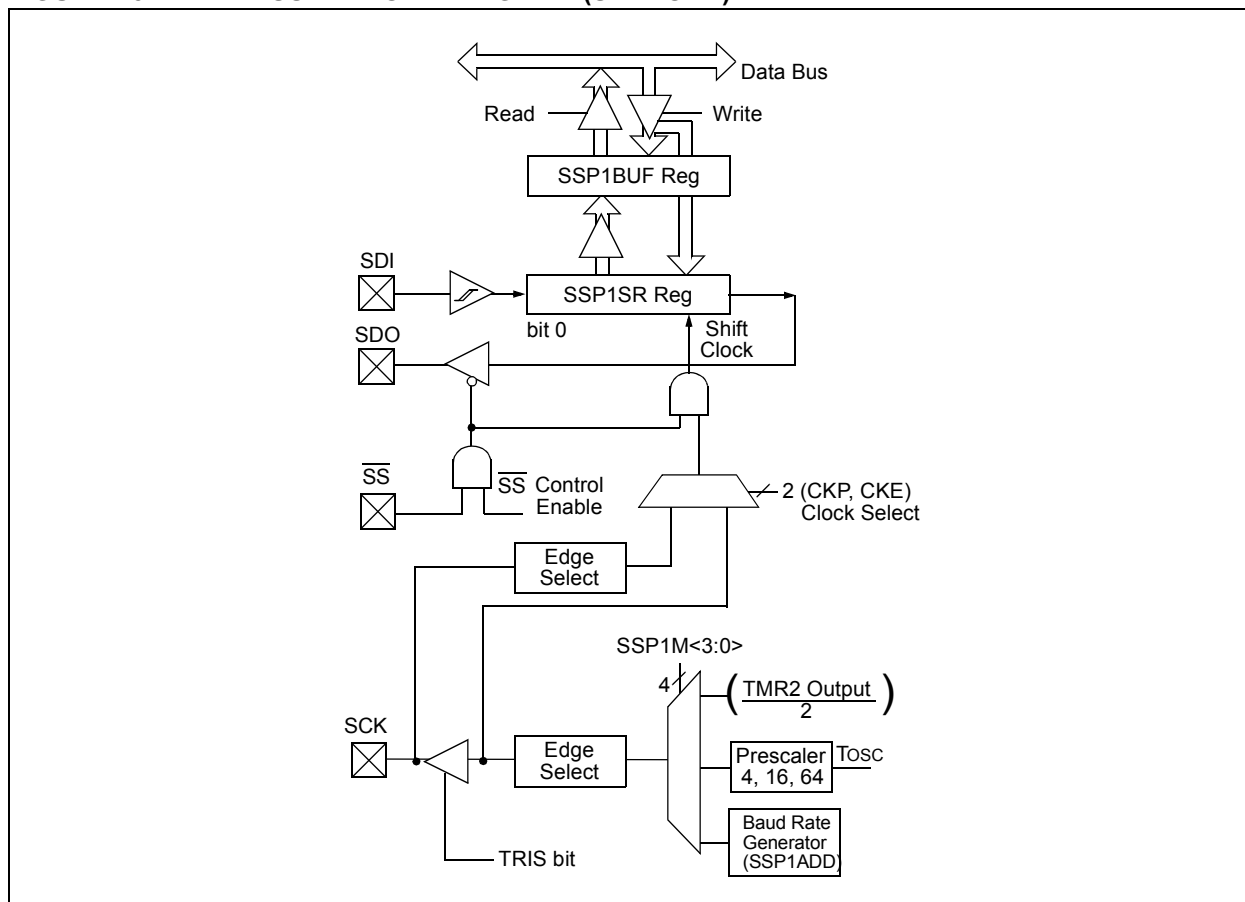 Data Bus
Read
Write
SSP1BUF Reg
SDI
SSP1SR Reg
bit 0
Shift
Clock
SDO
SS
SS Control
Enable
2 (CKP, CKE)
Clock Select
Edge
Select
SSP1M<3:0>
4
(TMR2 Output)
2
SCK
Edge
Select
Prescaler
4, 16, 64
TOSC
Baud Rate
Generator
(SSP1ADD)
TRIS bit